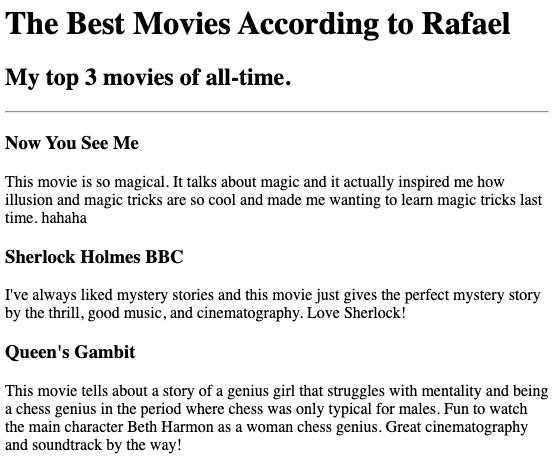 The Best Movies According to Rafael
My top 3 movies of all-time.
Now You See Me
This movie is so magical. It talks about magic and it actually inspired me how
illusion and magic tricks are so cool and made me wanting to learn magic tricks last
time. hahaha
Sherlock Holmes BBC
I've always liked mystery stories and this movie just gives the perfect mystery story
by the thrill, good music, and cinematography. Love Sherlock!
Queen's Gambit
This movie tells about a story of a genius girl that struggles with mentality and being
a chess genius in the period where chess was only typical for males. Fun to watch
the main character Beth Harmon as a woman chess genius. Great cinematography
and soundtrack by the way!